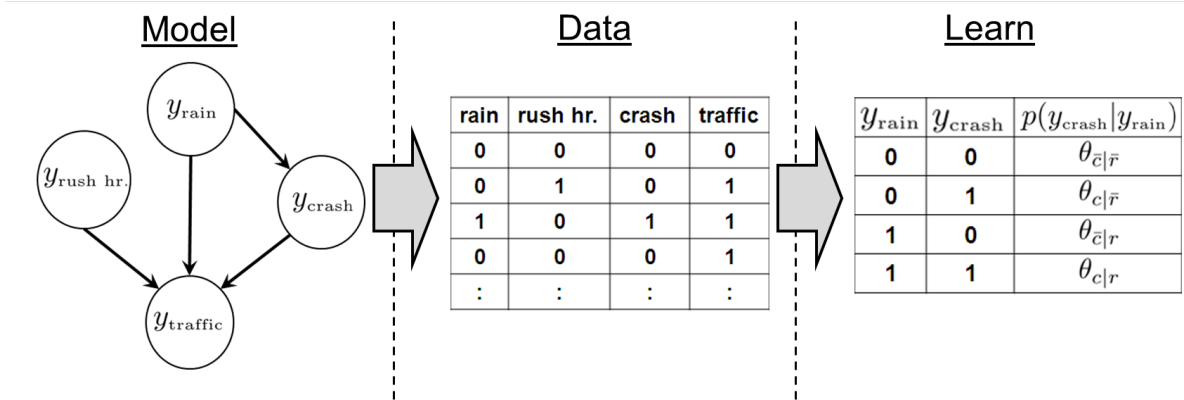 Model
Data
Learn
y_rain
y_rush hr.
y_crash
y_traffic
rain rush hr. crash traffic
0 0 0 0
0 1 0 1
1 0 1 1
0 0 0 1
: : : :
y_rain y_crash p(y_crash|y_rain)
0 0 θ_c̄|r̄
0 1 θ_c|r̄
1 0 θ_c̄|r
1 1 θ_c|r